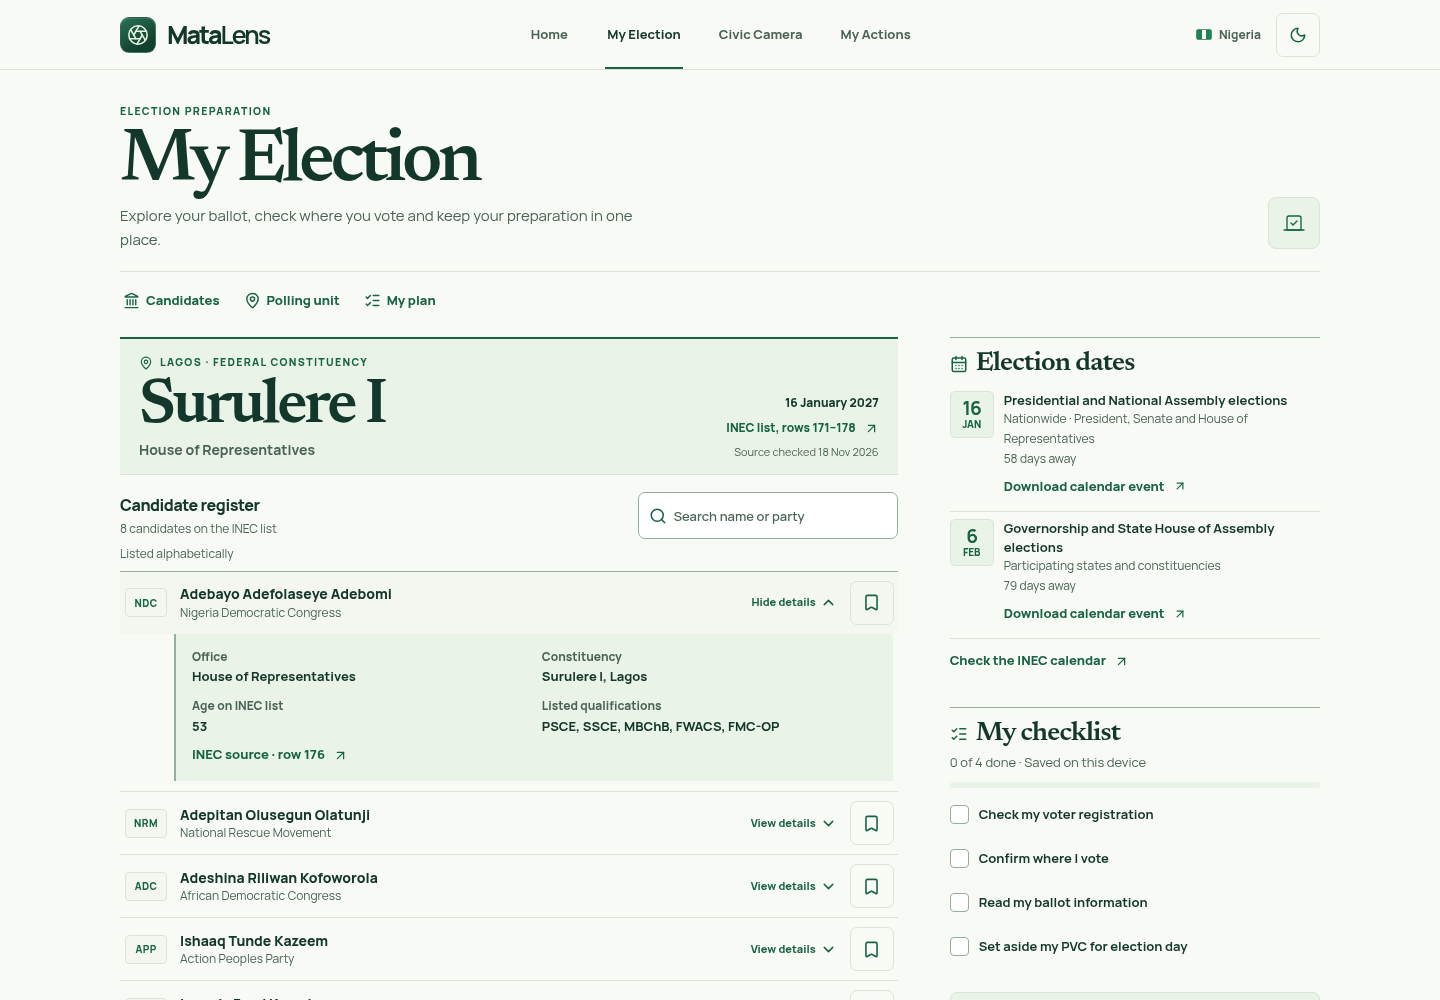 MataLens
Home
My Election
Civic Camera
My Actions
Nigeria
ELECTION PREPARATION
My Election
Explore your ballot, check where you vote and keep your preparation in one
place.
Candidates
Polling unit
My plan
LAGOS · FEDERAL CONSTITUENCY
Surulere I
House of Representatives
16 January 2027
INEC list, rows 171–178
Source checked 18 Nov 2026
Candidate register
8 candidates on the INEC list
Listed alphabetically
Search name or party
NDC
Adebayo Adefolaseye Adebomi
Nigeria Democratic Congress
Hide details
Office
House of Representatives
Constituency
Surulere I, Lagos
Age on INEC list
53
Listed qualifications
PSCE, SSCE, MBChB, FWACS, FMC-OP
INEC source · row 176
NRM
Adepitan Olusegun Olatunji
National Rescue Movement
View details
ADC
Adeshina Riliwan Kofoworola
African Democratic Congress
View details
APP
Ishaaq Tunde Kazeem
Action Peoples Party
View details
Election dates
16
JAN
Presidential and National Assembly elections
Nationwide · President, Senate and House of
Representatives
58 days away
Download calendar event
6
FEB
Governorship and State House of Assembly
elections
Participating states and constituencies
79 days away
Download calendar event
Check the INEC calendar
My checklist
0 of 4 done · Saved on this device
Check my voter registration
Confirm where I vote
Read my ballot information
Set aside my PVC for election day